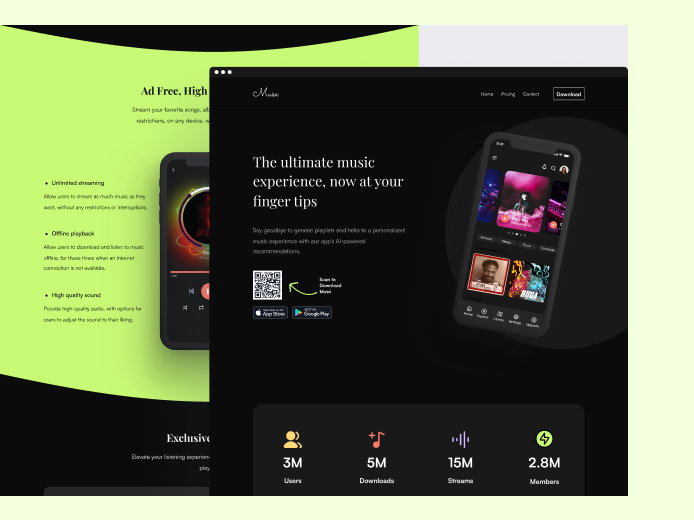 Ad Free, High
Stream your favorite songs,
restrictions, on any device,
Unlimited streaming
Allow users to stream as much music as they
want, without any restrictions or interruptions.
Offline playback
Allow users to download and listen to music
offline, for those times when an internet
connection is not available.
High quality sound
Provide high-quality audio, with options for
users to adjust the sound to their liking.
Exclusive
Elevate your listening
Muse
Home Pricing Contact Download
The ultimate music
experience, now at your
finger tips
Say goodbye to generic playlists and hello to a personalized
music experience with our app's AI-powered
recommendations.
Scan to
Download
Muse
App Store
Google Play
3M
Users
5M
Downloads
15M
Streams
2.8M
Members